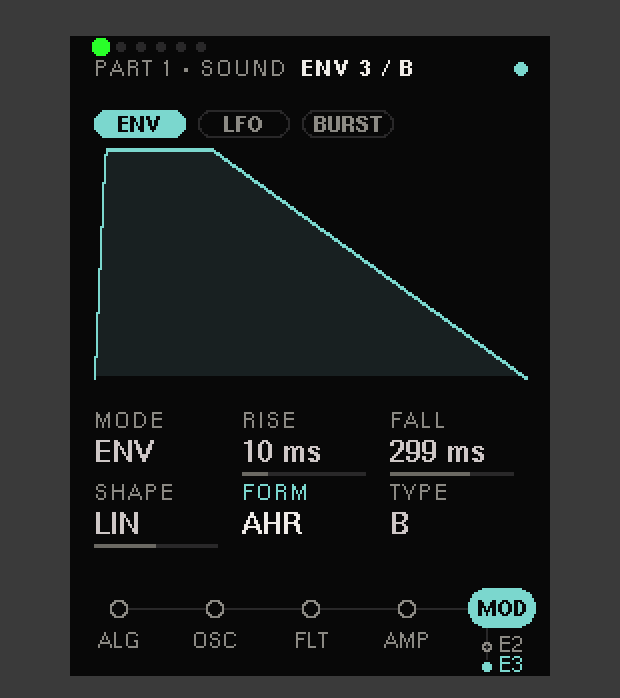 PART 1 · SOUND ENV 3 / B
ENV LFO BURST
MODE RISE FALL
ENV 10 ms 299 ms
SHAPE FORM TYPE
LIN AHR B
MOD
ALG OSC FLT AMP
E2
E3